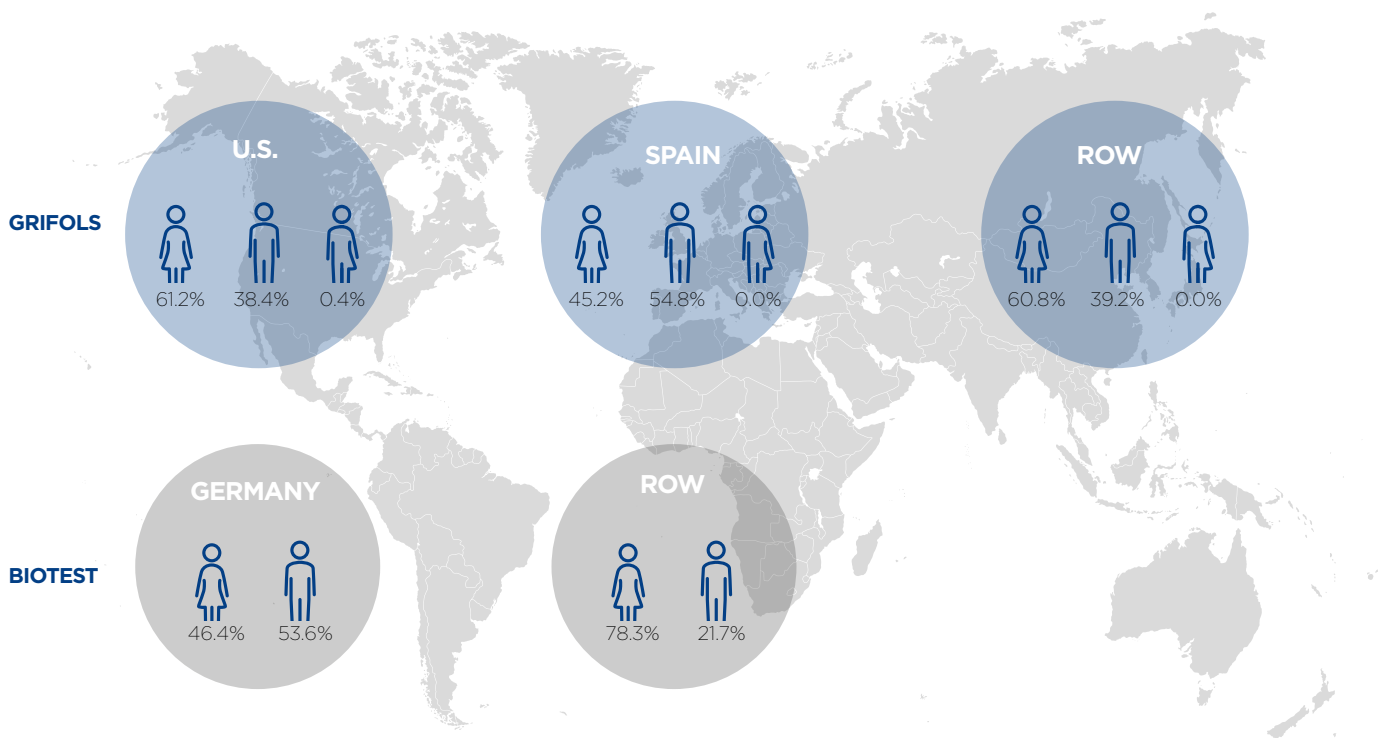 U.S.
SPAIN
ROW
GRIFOLS
61.2% 38.4% 0.4%
45.2% 54.8% 0.0%
60.8% 39.2% 0.0%
GERMANY
ROW
BIOTEST
46.4% 53.6%
78.3% 21.7%